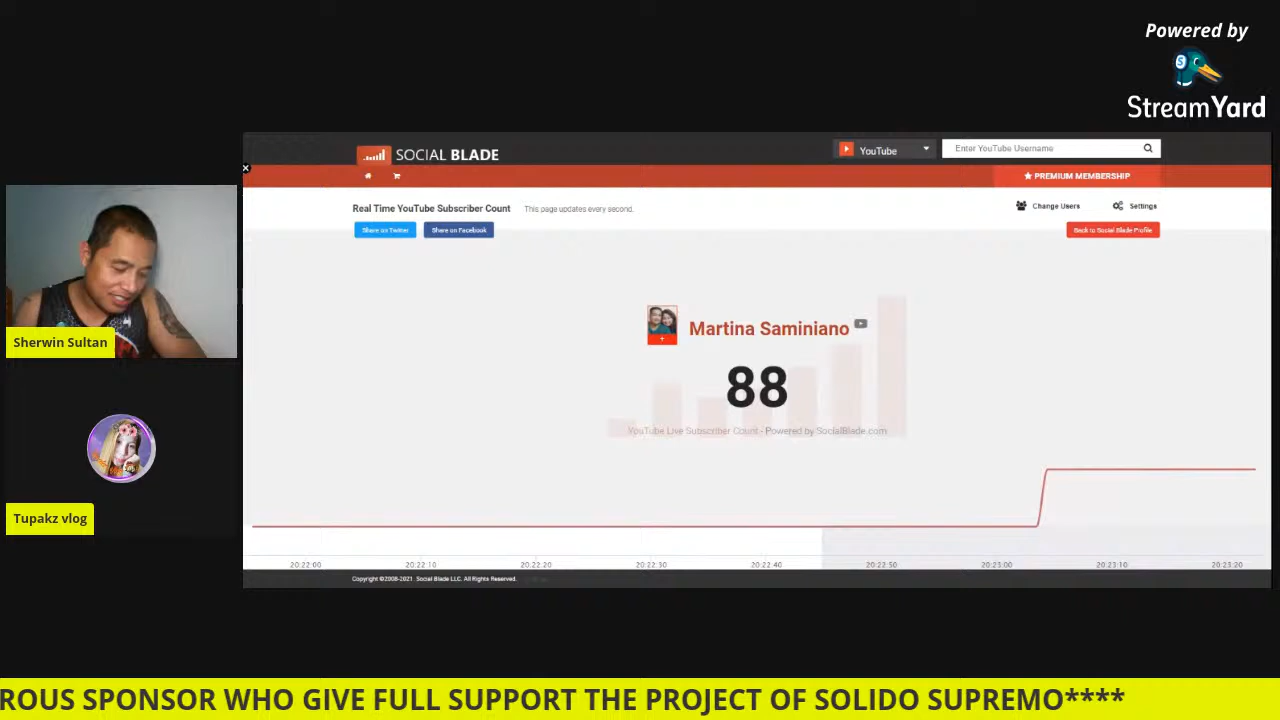 Powered by
StreamYard
SOCIAL BLADE
YouTube
Enter YouTube Username
PREMIUM MEMBERSHIP
Real Time YouTube Subscriber Count
This page updates every second.
Change Users
Settings
Share on Twitter
Share on Facebook
Back to Social Blade Profile
Martina Saminiano
88
YouTube Live Subscriber Count - Powered by SocialBlade.com
Sherwin Sultan
Tupakz vlog
20:22:00
20:22:10
20:22:20
20:22:30
20:22:40
20:22:50
20:23:00
20:23:10
20:23:20
Copyright ©2008-2021 Social Blade LLC. All Rights Reserved.
ROUS SPONSOR WHO GIVE FULL SUPPORT THE PROJECT OF SOLIDO SUPREMO****